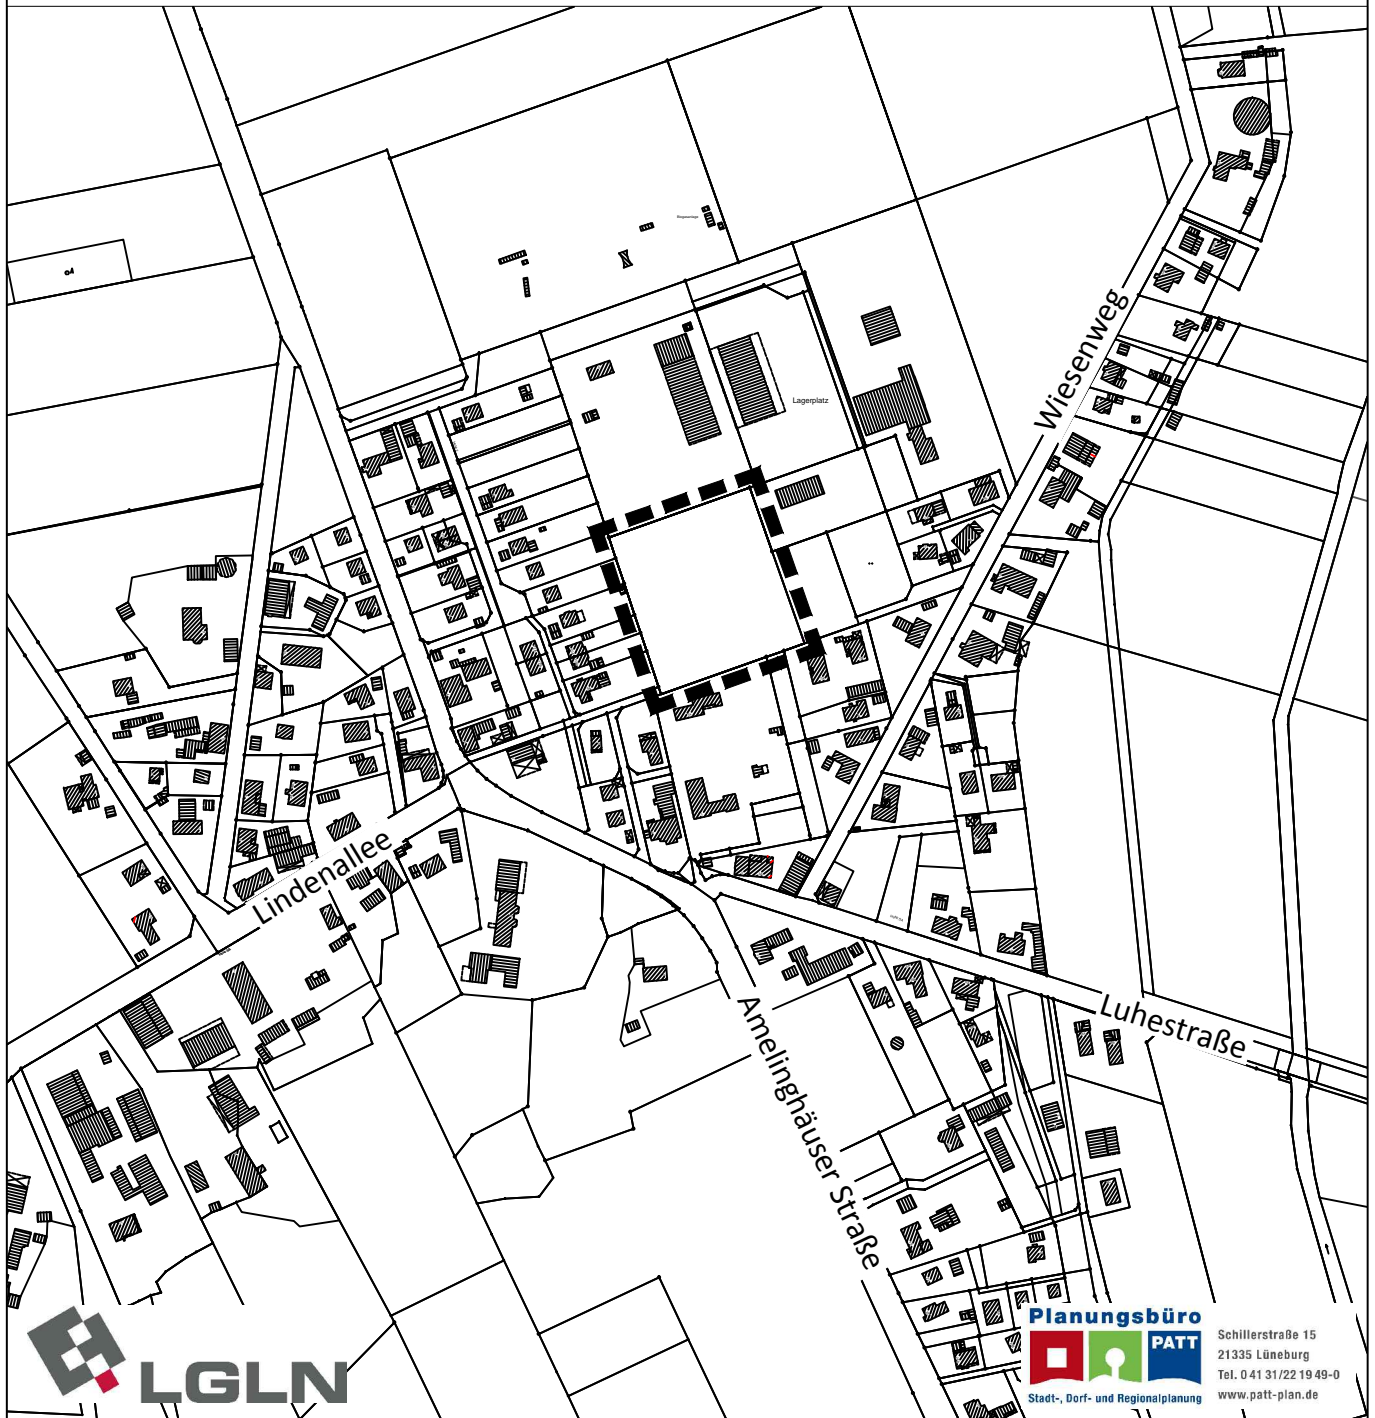 Biogasanlage
Lagerplatz
Wiesenweg
Lindenallee
Luhestraße
Amelinghäuser Straße
LGLN
Planungsbüro
PATT
Stadt-, Dorf- und Regionalplanung
Schillerstraße 15
21335 Lüneburg
Tel. 0 41 31/22 19 49-0
www.patt-plan.de